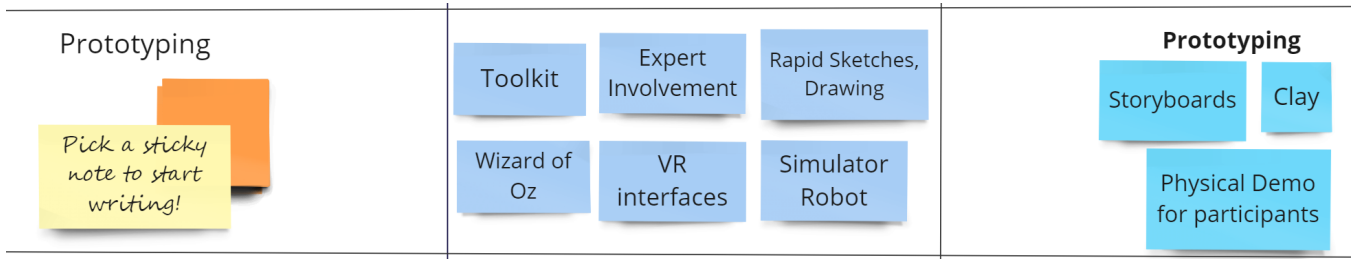 Prototyping
Pick a sticky
note to start
writing!
Toolkit
Expert
Involvement
Rapid Sketches,
Drawing
Wizard of
Oz
VR
interfaces
Simulator
Robot
Prototyping
Storyboards
Clay
Physical Demo
for participants